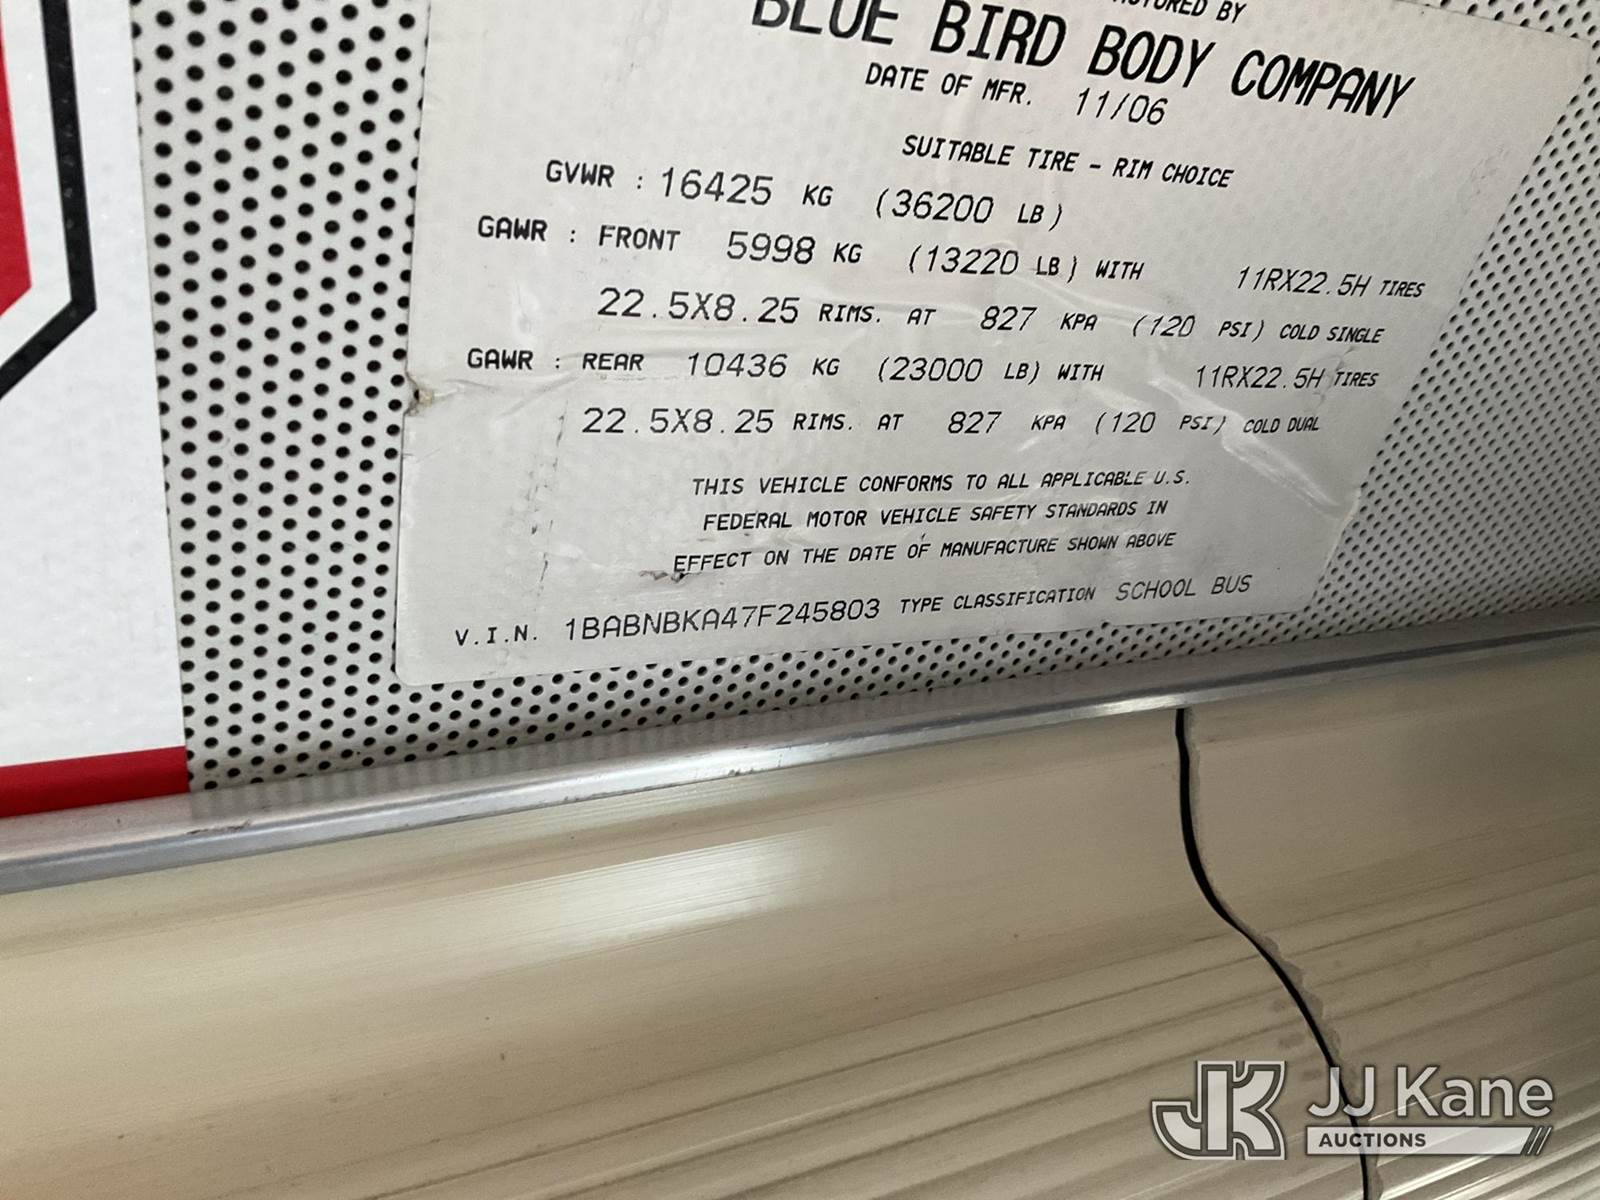 BY
BLUE BIRD BODY COMPANY
DATE OF MFR. 11/06
SUITABLE TIRE - RIM CHOICE
GVWR : 16425 KG (36200 LB)
GAWR : FRONT 5998 KG (13220 LB) WITH 11RX22.5H TIRES
22.5X8.25 RIMS. AT 827 KPA (120 PSI) COLD SINGLE
GAWR : REAR 10436 KG (23000 LB) WITH 11RX22.5H TIRES
22.5X8.25 RIMS. AT 827 KPA (120 PSI) COLD DUAL
THIS VEHICLE CONFORMS TO ALL APPLICABLE U.S.
FEDERAL MOTOR VEHICLE SAFETY STANDARDS IN
EFFECT ON THE DATE OF MANUFACTURE SHOWN ABOVE
V.I.N. 1BABNBKA47F245803 TYPE CLASSIFICATION SCHOOL BUS
JK JJ Kane
AUCTIONS